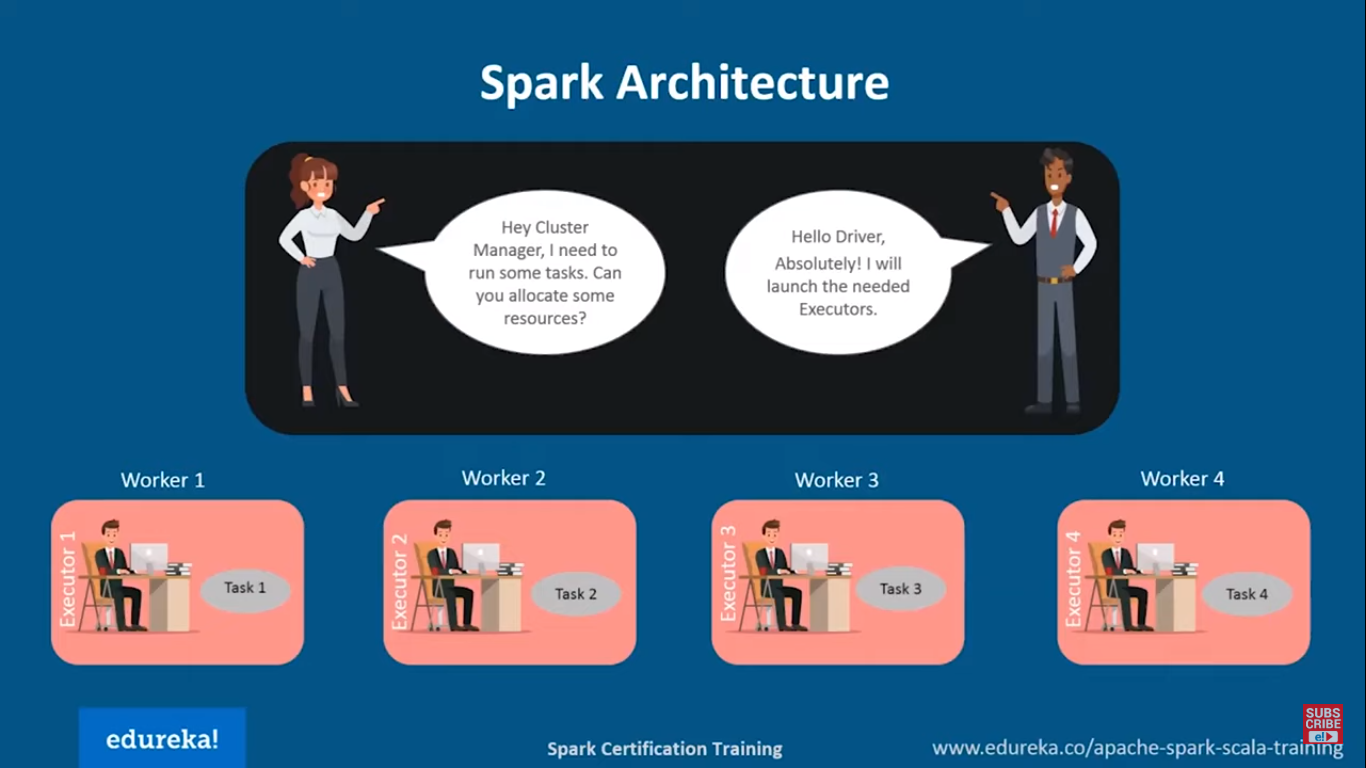 Spark Architecture
Hey Cluster
Manager, I need to
run some tasks. Can
you allocate some
resources?
Hello Driver,
Absolutely! I will
launch the needed
Executors.
Worker 1
Worker 2
Worker 3
Worker 4
Executor 1
Task 1
Executor 2
Task 2
Executor 3
Task 3
Executor 4
Task 4
edureka!
Spark Certification Training
www.edureka.co/apache-spark-scala-training
SUBS
CRIBE
e!